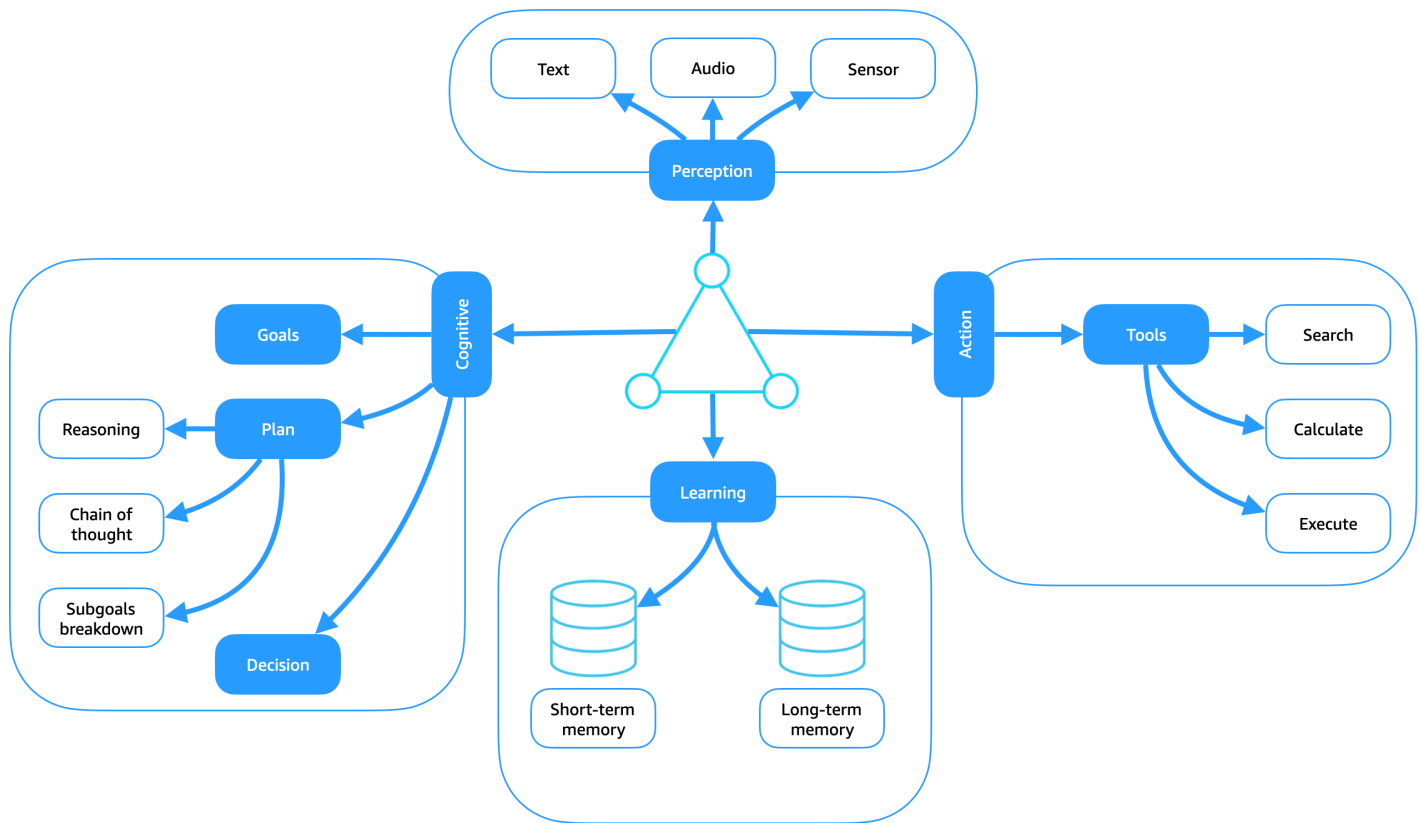 Text
Audio
Sensor
Perception
Cognitive
Goals
Plan
Reasoning
Chain of
thought
Subgoals
breakdown
Decision
Action
Tools
Search
Calculate
Execute
Learning
Short-term
memory
Long-term
memory